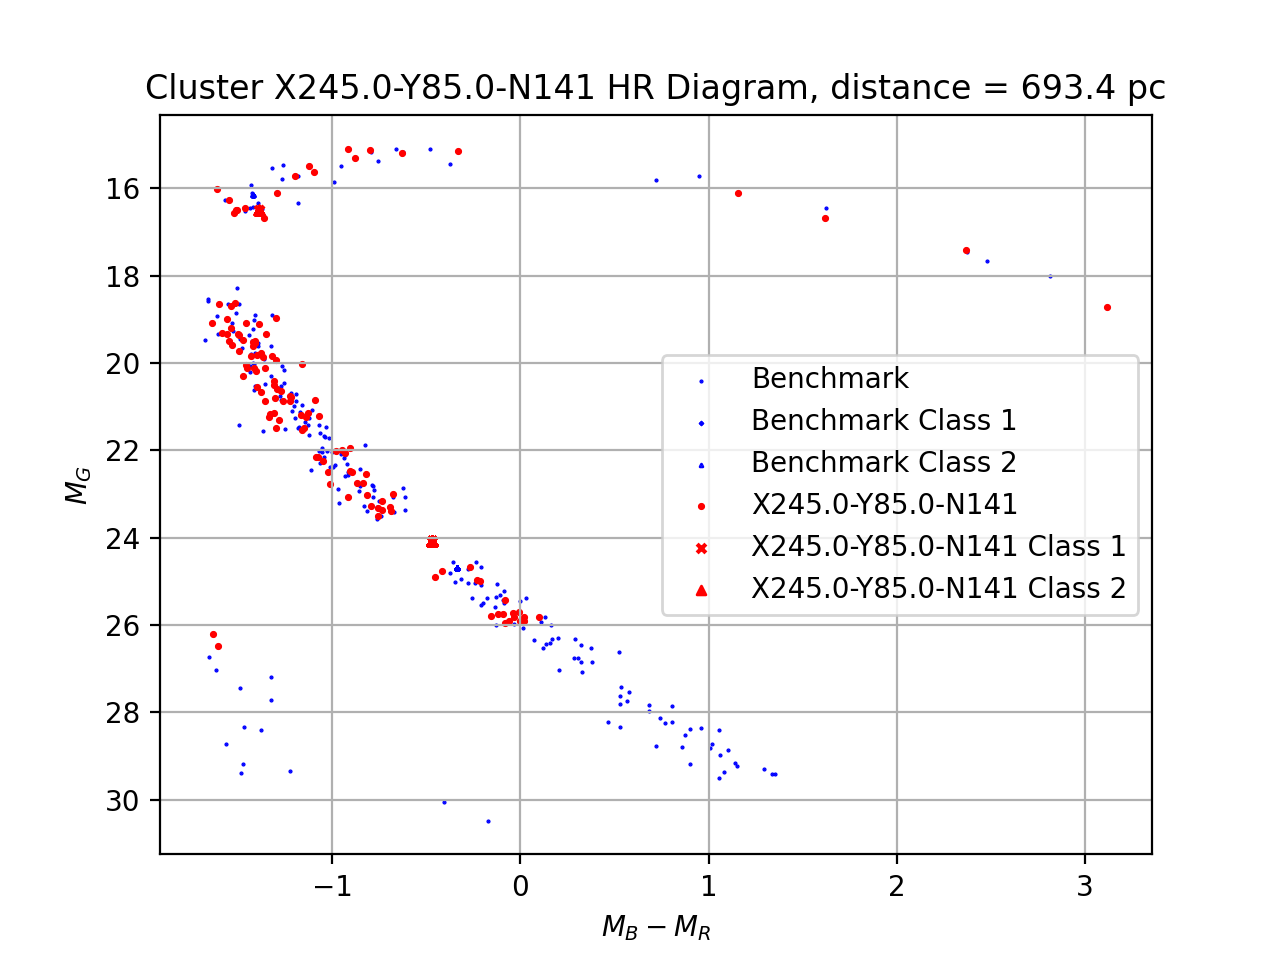 Cluster X245.0-Y85.0-N141 HR Diagram, distance = 693.4 pc
16
18
20
22
24
26
28
30
M_G
Benchmark
Benchmark Class 1
Benchmark Class 2
X245.0-Y85.0-N141
X245.0-Y85.0-N141 Class 1
X245.0-Y85.0-N141 Class 2
−1 0 1 2 3
M_B − M_R